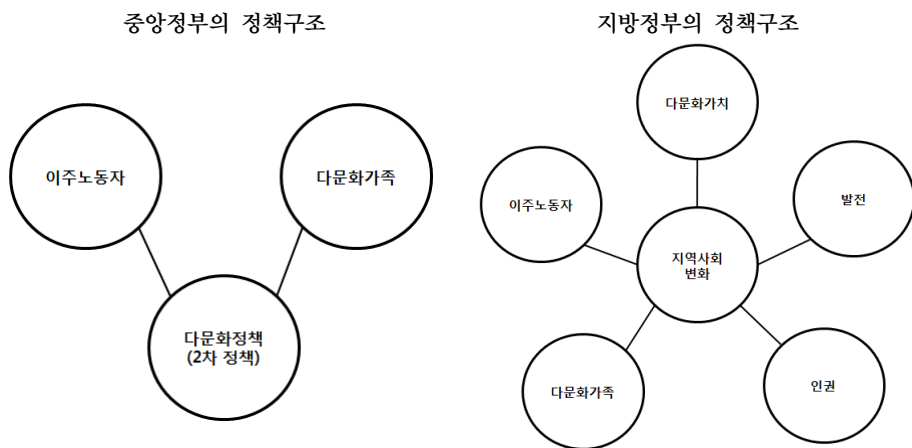 중앙정부의 정책구조
이주노동자
다문화가족
다문화정책
(2차 정책)
지방정부의 정책구조
다문화가치
이주노동자
발전
지역사회
변화
다문화가족
인권